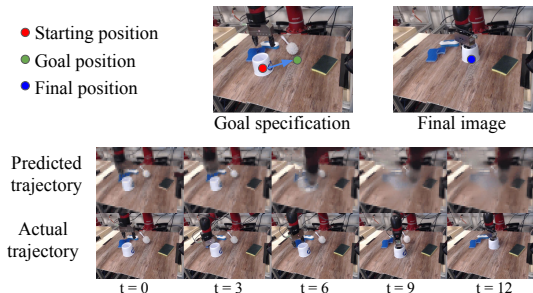 Starting position
Goal position
Final position
Goal specification
Final image
Predicted
trajectory
Actual
trajectory
t = 0
t = 3
t = 6
t = 9
t = 12